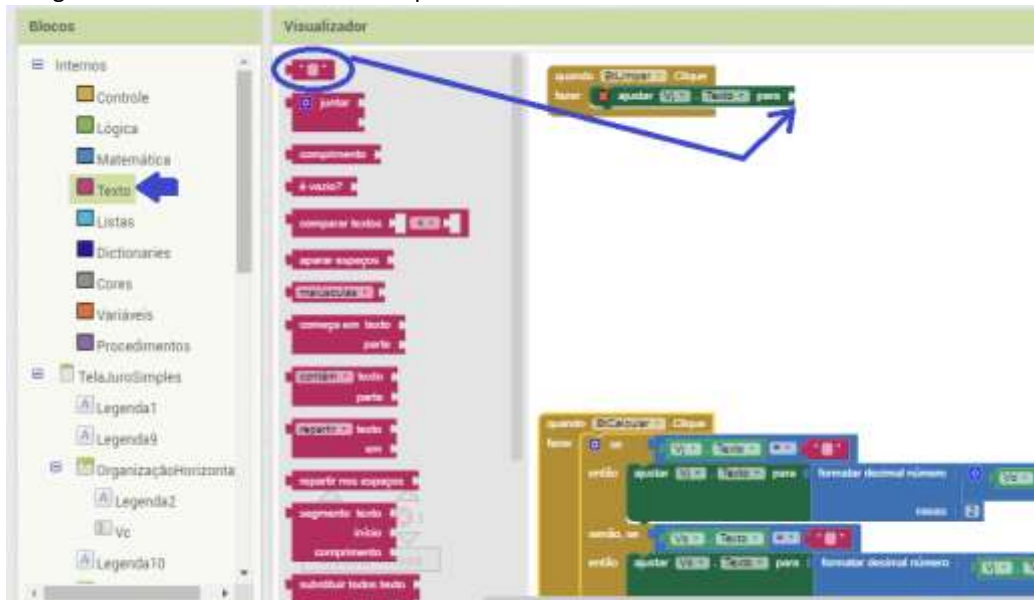 Blocos
Visualizador
Internos
Controle
Lógica
Matemática
Texto
Listas
Dictionaries
Cores
Variáveis
Procedimentos
TelaJuroSimples
Legenda1
Legenda9
OrganizaçãoHorizonta
Legenda2
Vc
Legenda10
" "
juntar
comprimento
é vazio?
comparar textos
aparar espaços
maiúsculas
começa em texto
parte
contém texto
parte
repartir texto
em
repartir nos espaços
segmento texto
início
comprimento
substituir todos texto
quando BtLimpar Clique
fazer ajustar Texto para
quando BtCalcular Clique
fazer se Vj Texto = " "
então ajustar Vj Texto para formatar decimal número
casas 2
senão, se Texto = " "
então ajustar Texto para formatar decimal número